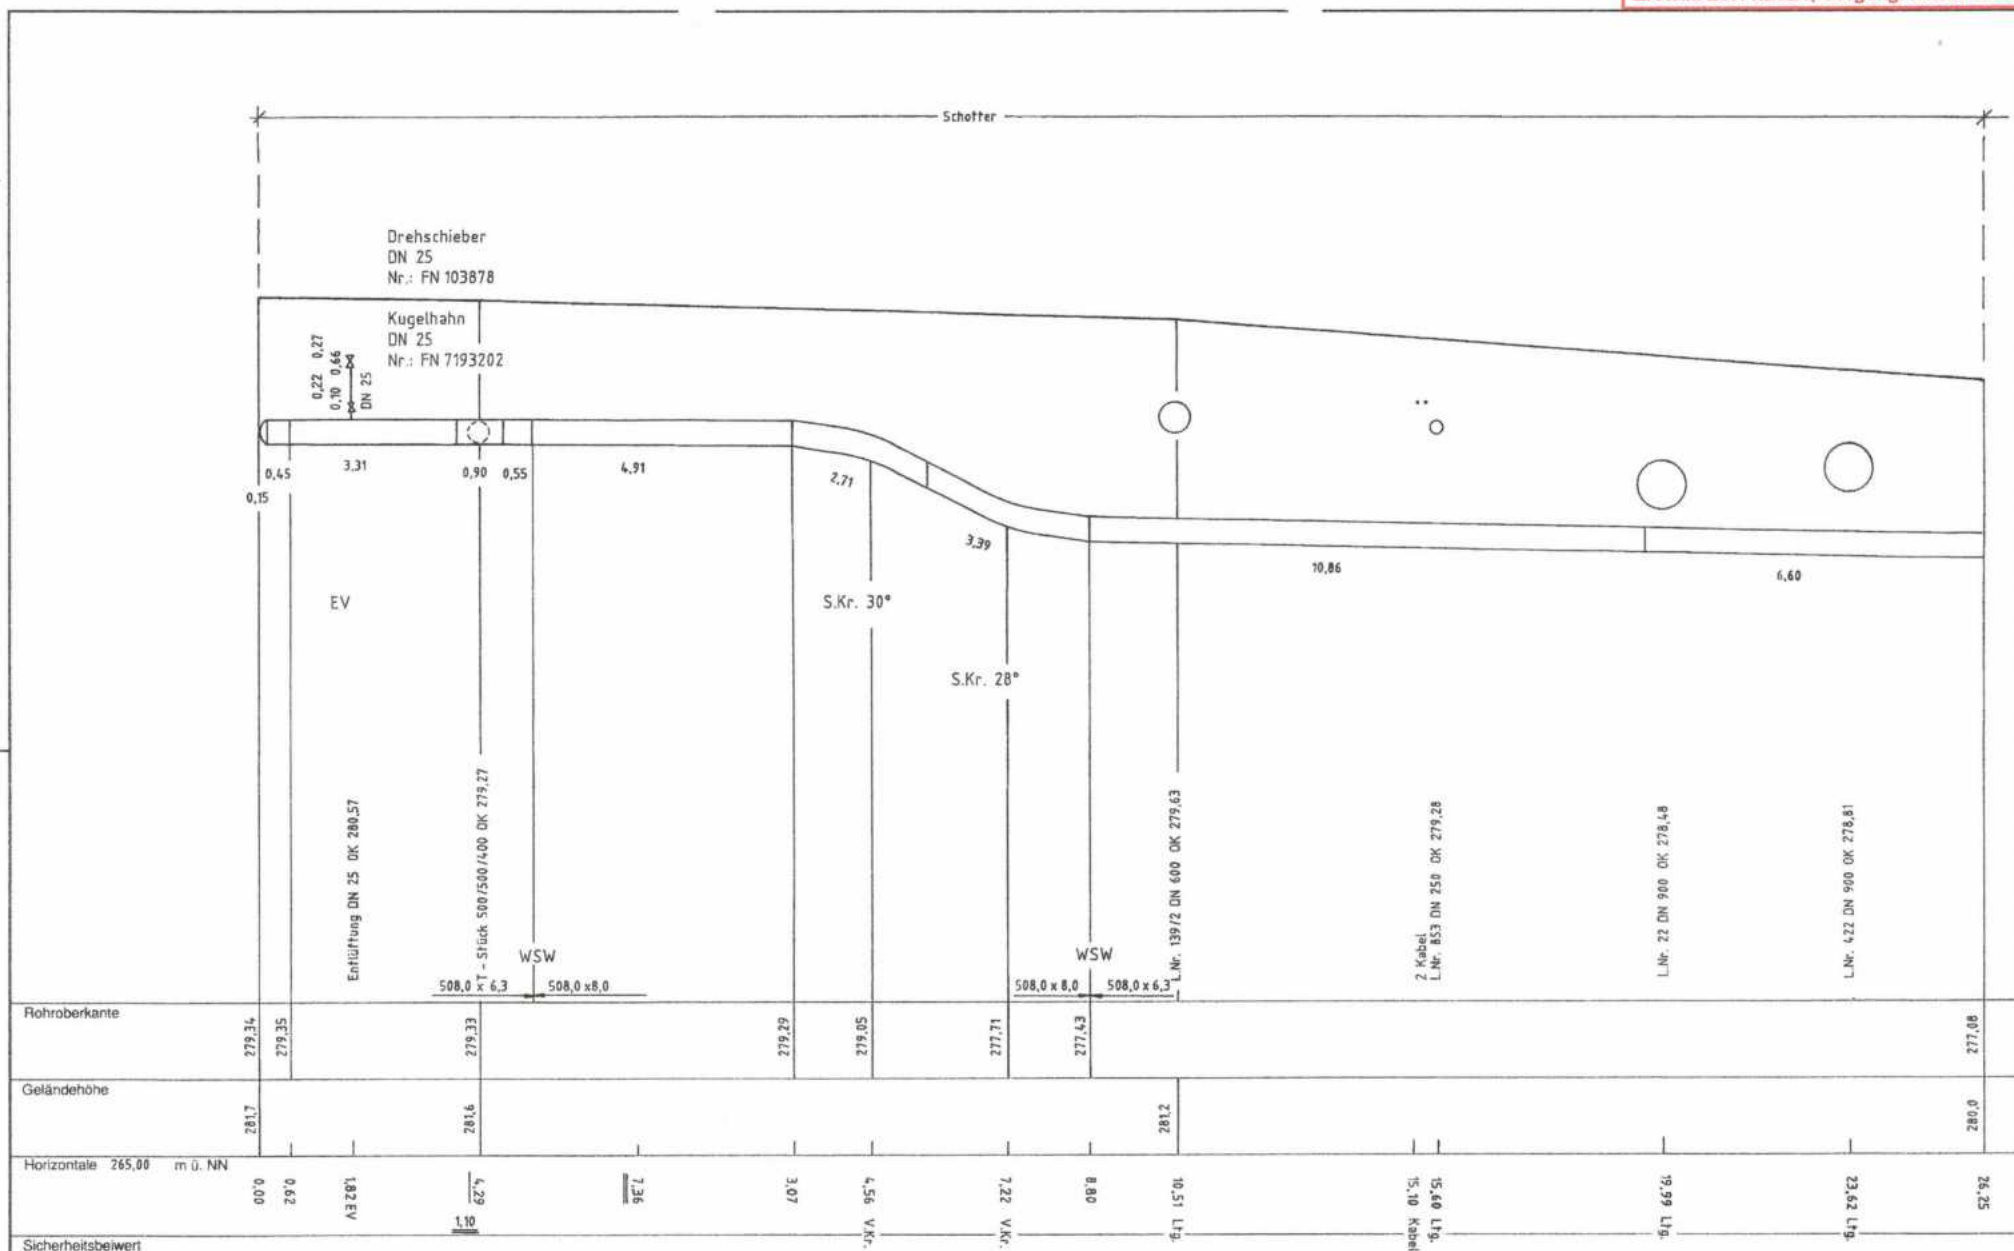 Schotter
Drehschieber
DN 25
Nr.: FN 103878
Kugelhahn
DN 25
Nr.: FN 7193202
0,22 0,27
0,10 0,66
DN 25
0,15
0,45
3,31
0,90
0,55
4,91
2,71
3,39
10,86
6,60
EV
S.Kr. 30°
S.Kr. 28°
Entlüftung DN 25 OK 280,57
T - Stück 500/500/400 OK 279,27
WSW
508,0 x 6,3
508,0 x8,0
WSW
508,0 x 8,0
508,0 x 6,3
L.Nr. 139/2 DN 600 OK 279,63
2 Kabel
L.Nr. 853 DN 250 OK 279,28
L.Nr. 22 DN 900 OK 278,48
L.Nr. 422 DN 900 OK 278,81
Rohroberkante
279,34
279,35
279,33
279,29
279,05
277,71
277,43
277,08
Geländehöhe
281,7
281,6
281,2
280,0
Horizontale 265,00 m ü. NN
0,00
0,62
1,82 EV
4,29
1,10
7,36
3,07
4,56 V.Kr.
7,22 V.Kr.
8,80
10,51 Ltg.
15,10 Kabel
15,60 Ltg.
19,99 Ltg.
23,62 Ltg.
26,25
Sicherheitsbeiwert